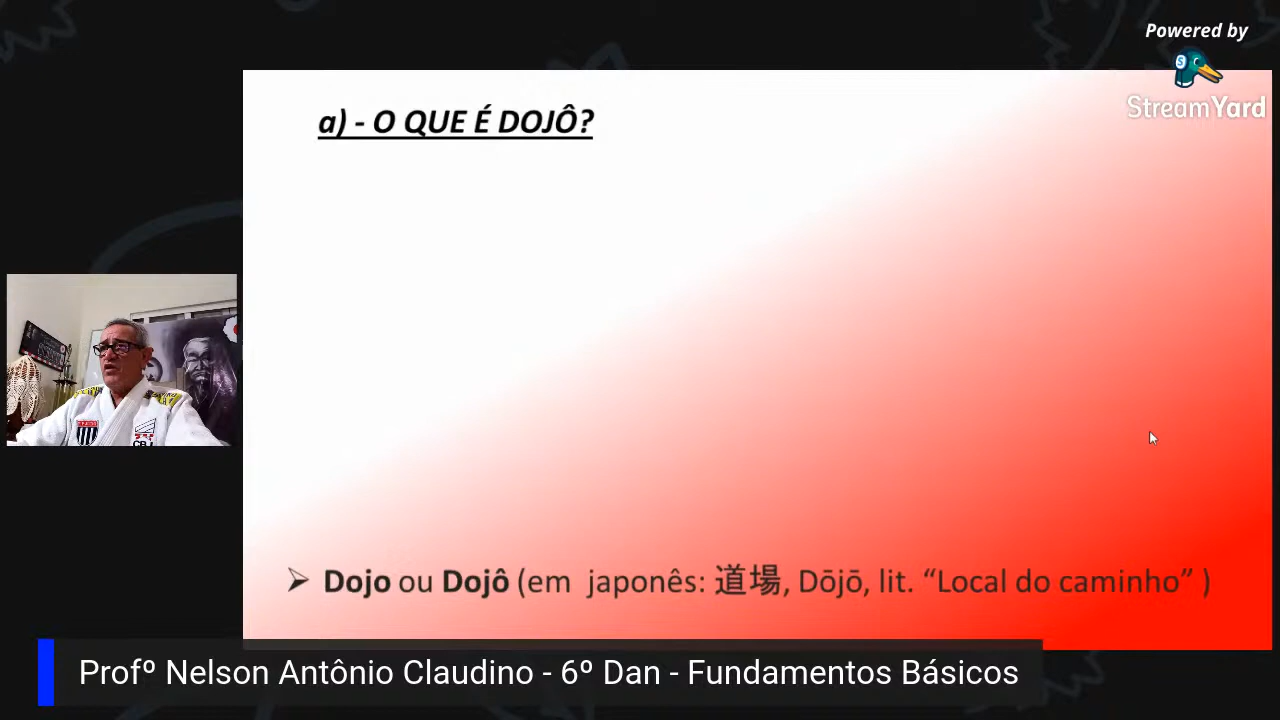 Powered by
StreamYard
a) - O QUE É DOJÔ?
➢ Dojo ou Dojô (em japonês: 道場, Dōjō, lit. “Local do caminho” )
Profº Nelson Antônio Claudino - 6º Dan - Fundamentos Básicos